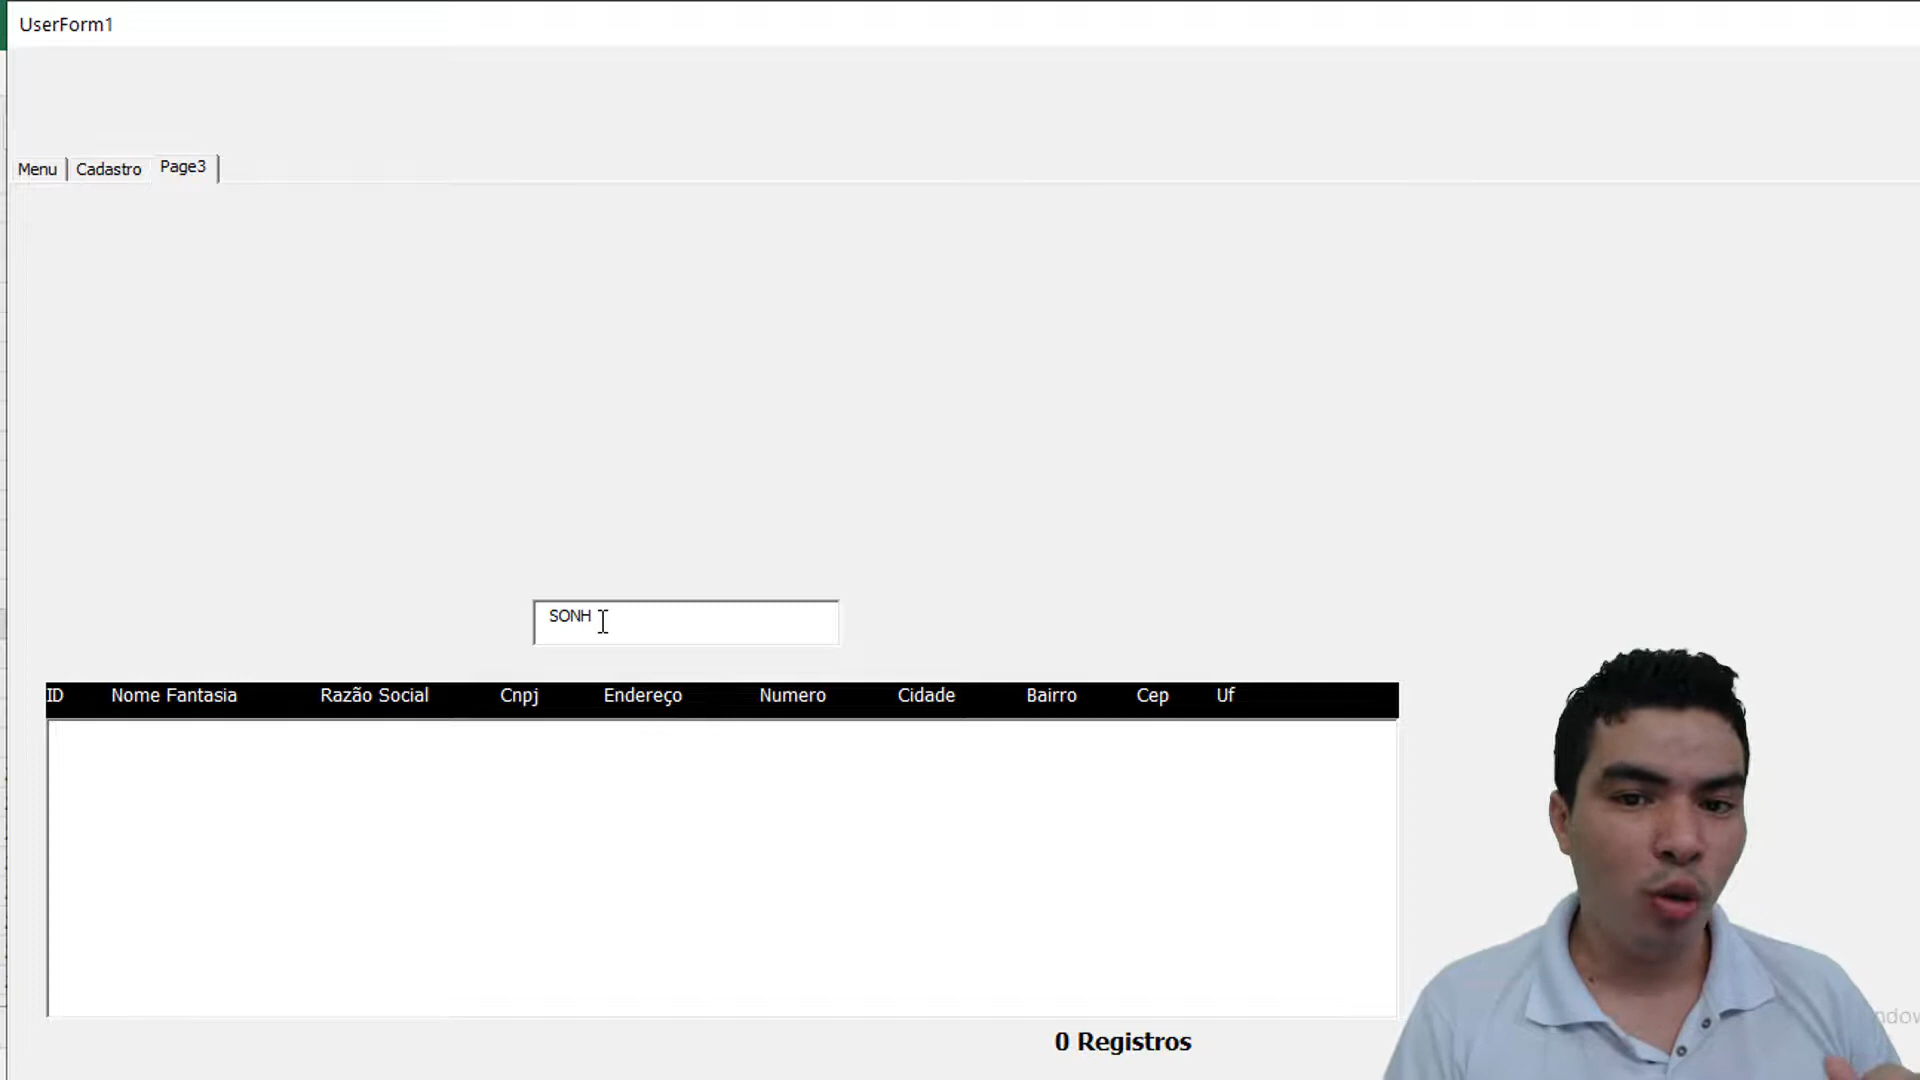 UserForm1
Menu Cadastro Page3
SONH
ID Nome Fantasia Razão Social Cnpj Endereço Numero Cidade Bairro Cep Uf
0 Registros